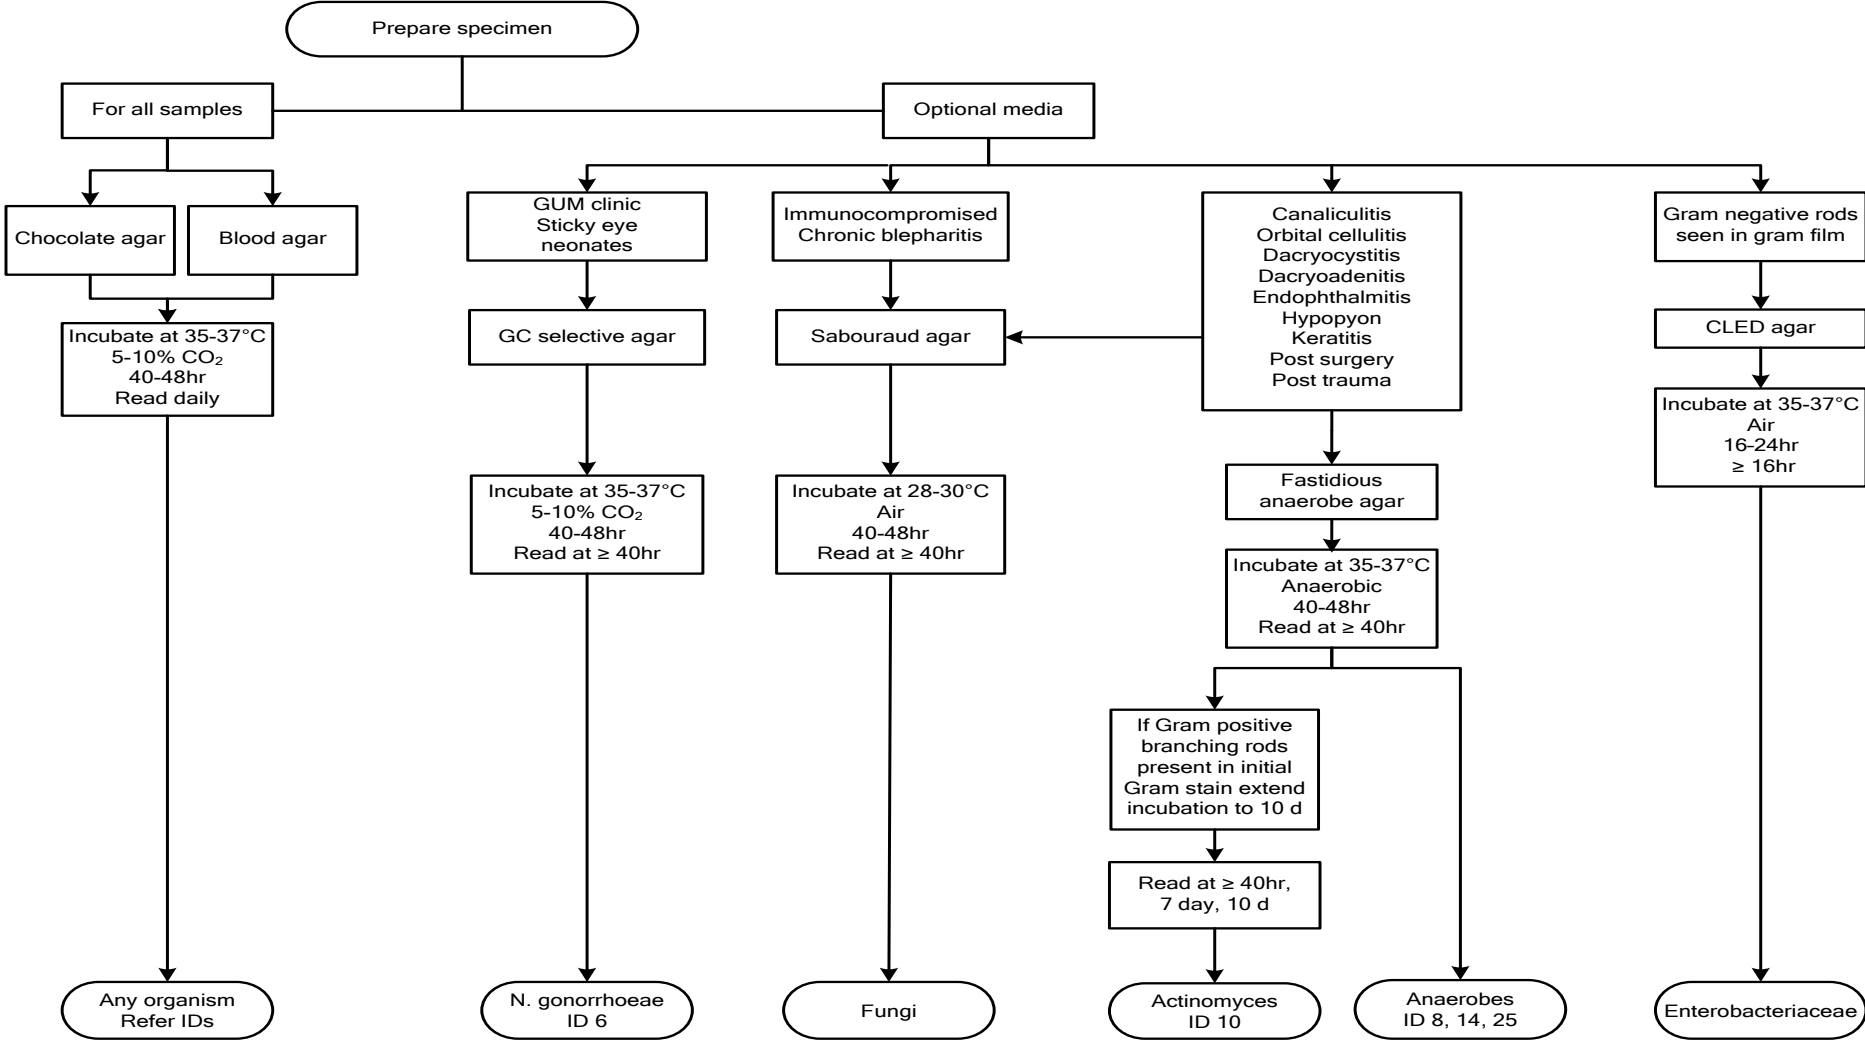 Prepare specimen
For all samples
Optional media
Chocolate agar
Blood agar
Incubate at 35-37°C
5-10% CO₂
40-48hr
Read daily
Any organism
Refer IDs
GUM clinic
Sticky eye
neonates
GC selective agar
Incubate at 35-37°C
5-10% CO₂
40-48hr
Read at ≥ 40hr
N. gonorrhoeae
ID 6
Immunocompromised
Chronic blepharitis
Sabouraud agar
Incubate at 28-30°C
Air
40-48hr
Read at ≥ 40hr
Fungi
Canaliculitis
Orbital cellulitis
Dacryocystitis
Dacryoadenitis
Endophthalmitis
Hypopyon
Keratitis
Post surgery
Post trauma
Fastidious
anaerobe agar
Incubate at 35-37°C
Anaerobic
40-48hr
Read at ≥ 40hr
If Gram positive
branching rods
present in initial
Gram stain extend
incubation to 10 d
Read at ≥ 40hr,
7 day, 10 d
Actinomyces
ID 10
Anaerobes
ID 8, 14, 25
Gram negative rods
seen in gram film
CLED agar
Incubate at 35-37°C
Air
16-24hr
≥ 16hr
Enterobacteriaceae